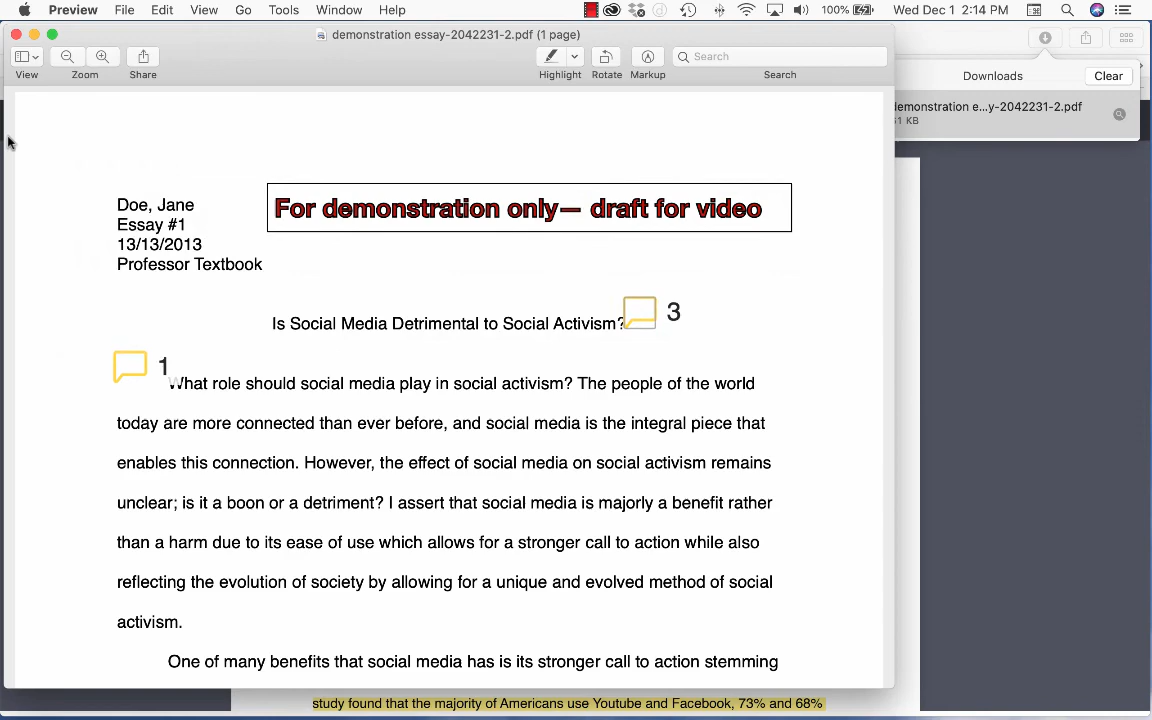 Preview File Edit View Go Tools Window Help 100% Wed Dec 1 2:14 PM
demonstration essay-2042231-2.pdf (1 page)
Search
View Zoom Share Highlight Rotate Markup Search
Downloads Clear
demonstration e...y-2042231-2.pdf
KB
Doe, Jane
For demonstration only— draft for video
Essay #1
13/13/2013
Professor Textbook
Is Social Media Detrimental to Social Activism? 3
1
What role should social media play in social activism? The people of the world
today are more connected than ever before, and social media is the integral piece that
enables this connection. However, the effect of social media on social activism remains
unclear; is it a boon or a detriment? I assert that social media is majorly a benefit rather
than a harm due to its ease of use which allows for a stronger call to action while also
reflecting the evolution of society by allowing for a unique and evolved method of social
activism.
One of many benefits that social media has is its stronger call to action stemming
study found that the majority of Americans use Youtube and Facebook, 73% and 68%